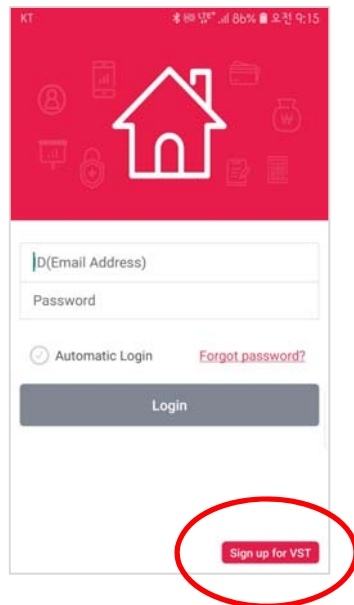 KT 86% 오전 9:15
ID(Email Address)
Password
Automatic Login Forgot password?
Login
Sign up for VST